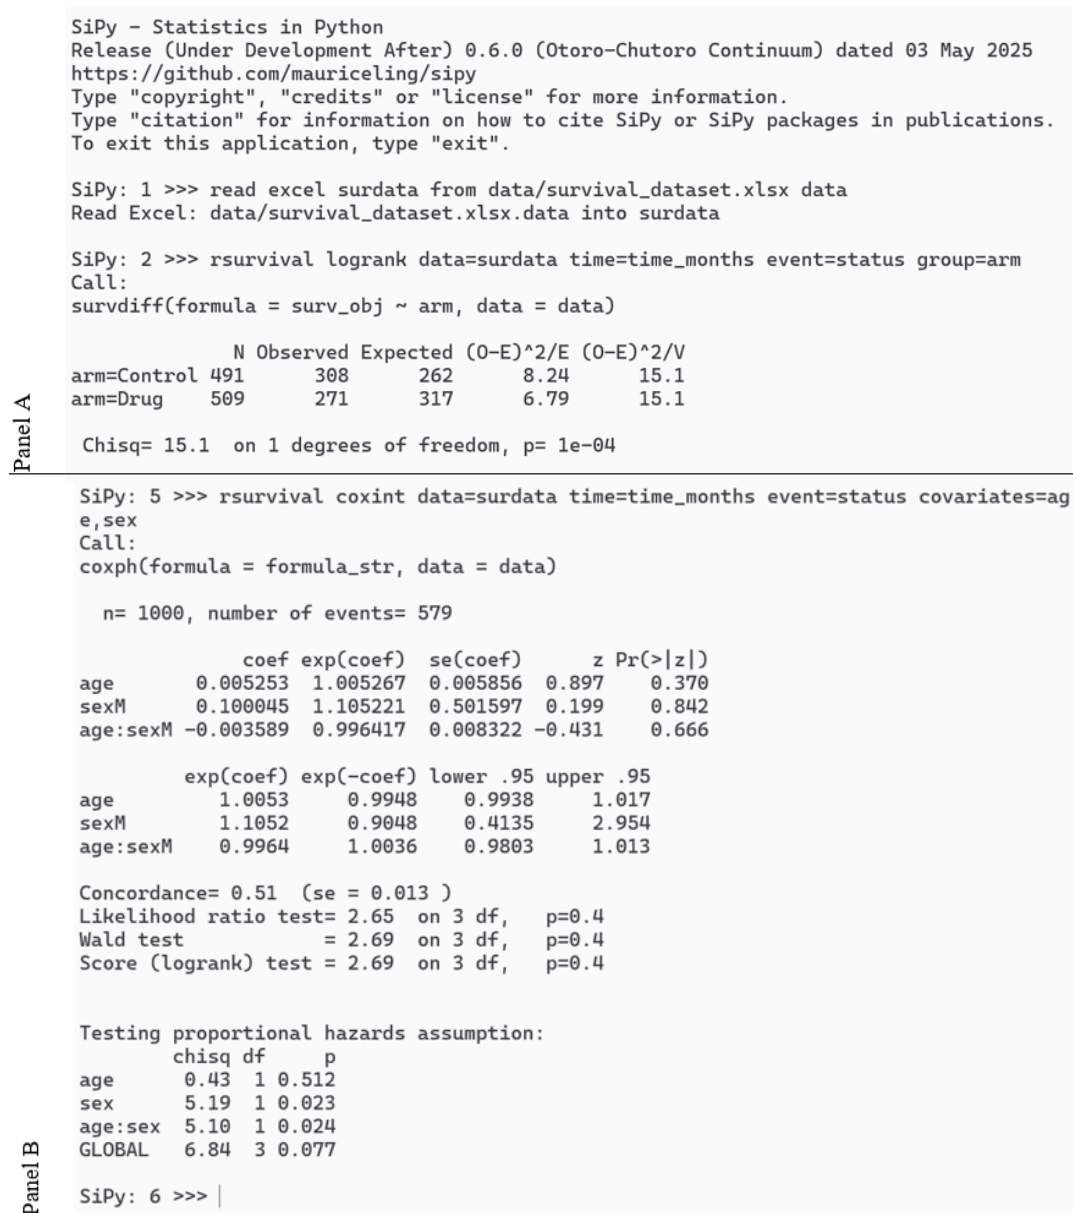 SiPy - Statistics in Python
Release (Under Development After) 0.6.0 (Otoro-Chutoro Continuum) dated 03 May 2025
https://github.com/mauriceling/sipy
Type "copyright", "credits" or "license" for more information.
Type "citation" for information on how to cite SiPy or SiPy packages in publications.
To exit this application, type "exit".
SiPy: 1 >>> read excel surdata from data/survival_dataset.xlsx data
Read Excel: data/survival_dataset.xlsx.data into surdata
SiPy: 2 >>> rsurvival logrank data=surdata time=time_months event=status group=arm
Call:
survdiff(formula = surv_obj ~ arm, data = data)
N Observed Expected (O-E)^2/E (O-E)^2/V
arm=Control 491 308 262 8.24 15.1
arm=Drug 509 271 317 6.79 15.1
Chisq= 15.1 on 1 degrees of freedom, p= 1e-04
Panel A
SiPy: 5 >>> rsurvival coxint data=surdata time=time_months event=status covariates=ag
e,sex
Call:
coxph(formula = formula_str, data = data)
n= 1000, number of events= 579
coef exp(coef) se(coef) z Pr(>|z|)
age 0.005253 1.005267 0.005856 0.897 0.370
sexM 0.100045 1.105221 0.501597 0.199 0.842
age:sexM -0.003589 0.996417 0.008322 -0.431 0.666
exp(coef) exp(-coef) lower .95 upper .95
age 1.0053 0.9948 0.9938 1.017
sexM 1.1052 0.9048 0.4135 2.954
age:sexM 0.9964 1.0036 0.9803 1.013
Concordance= 0.51 (se = 0.013 )
Likelihood ratio test= 2.65 on 3 df, p=0.4
Wald test = 2.69 on 3 df, p=0.4
Score (logrank) test = 2.69 on 3 df, p=0.4
Testing proportional hazards assumption:
chisq df p
age 0.43 1 0.512
sex 5.19 1 0.023
age:sex 5.10 1 0.024
GLOBAL 6.84 3 0.077
SiPy: 6 >>>
Panel B